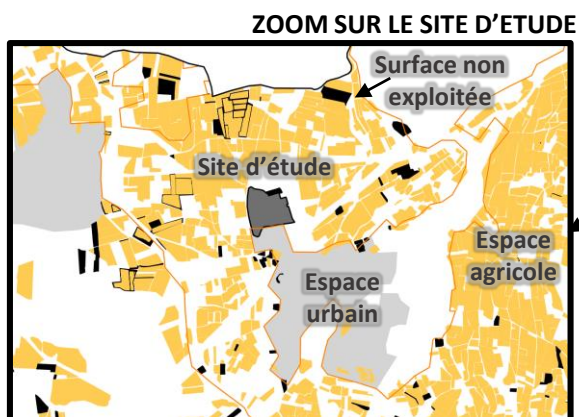 ZOOM SUR LE SITE D’ETUDE
Surface non
exploitée
Site d’étude
Espace
agricole
Espace
urbain